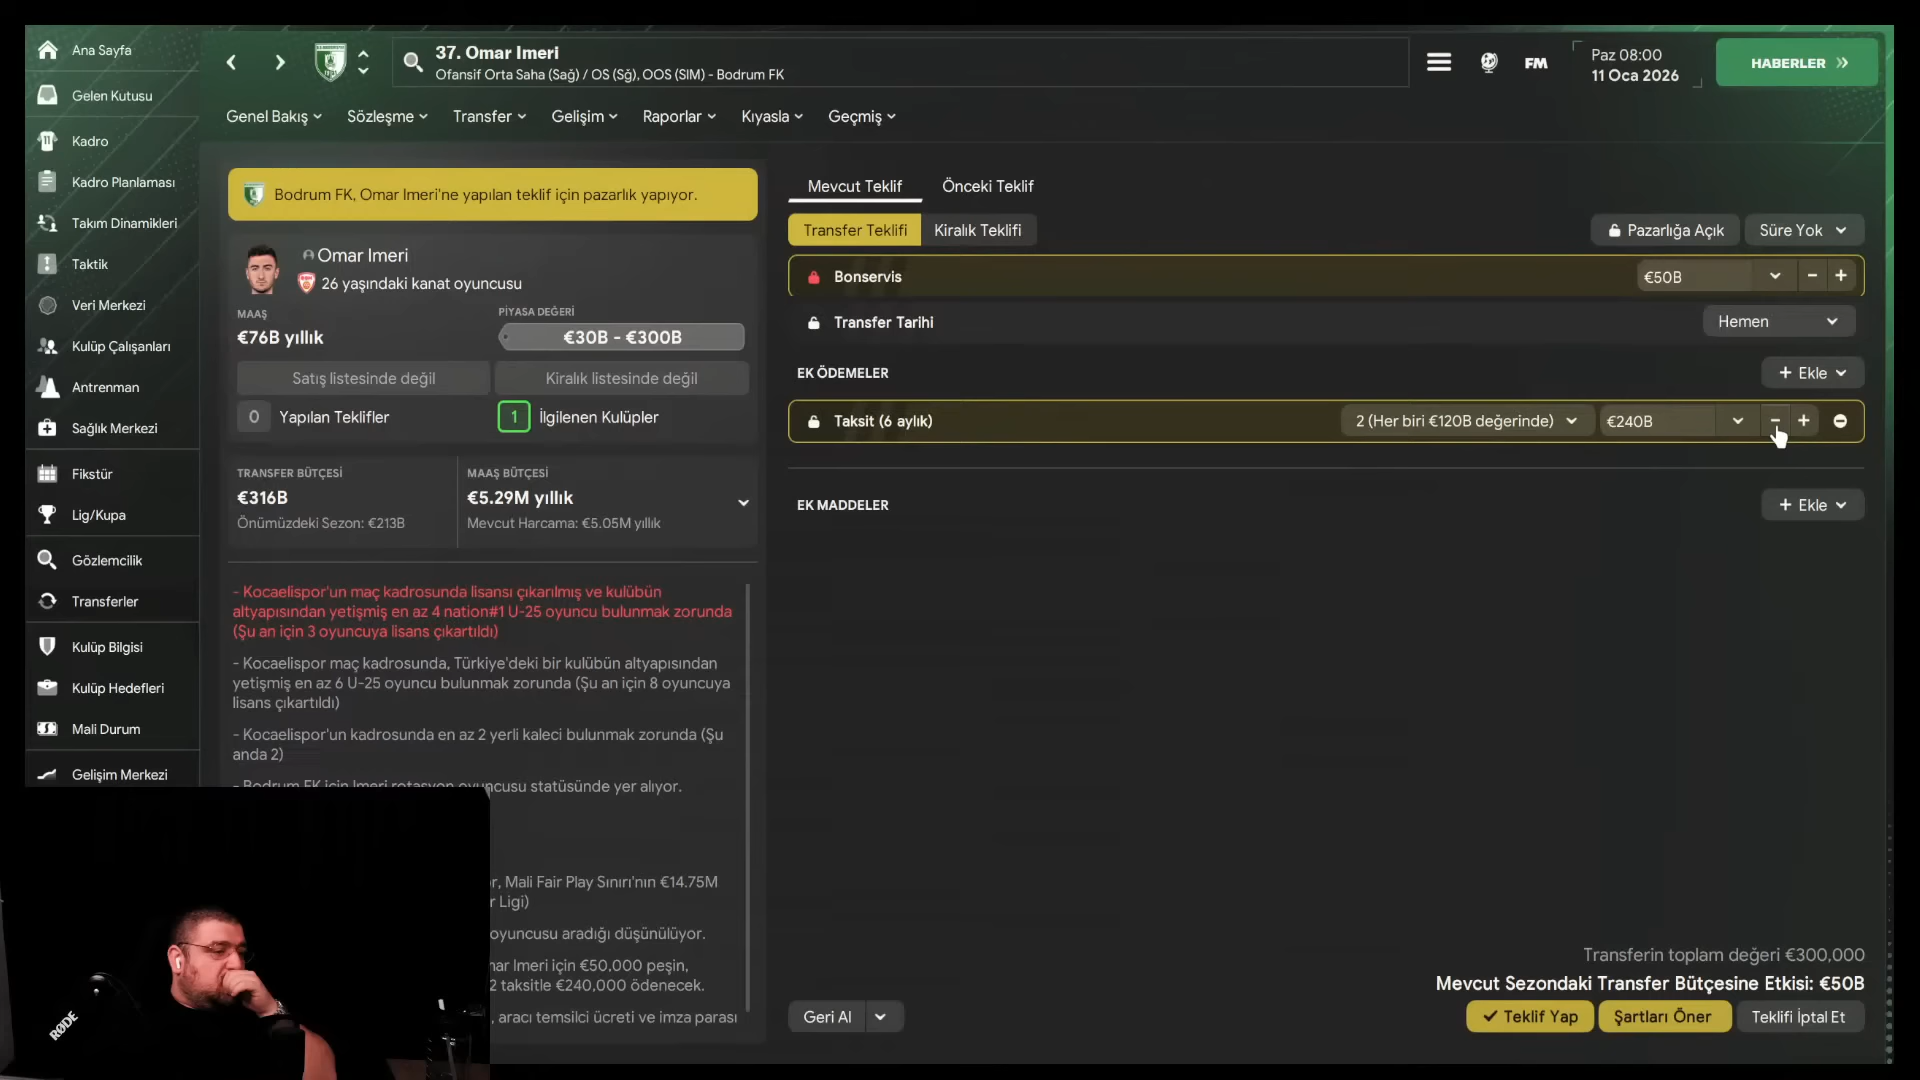 Ana Sayfa
Gelen Kutusu
Kadro
Kadro Planlaması
Takım Dinamikleri
Taktik
Veri Merkezi
Kulüp Çalışanları
Antrenman
Sağlık Merkezi
Fikstür
Lig/Kupa
Gözlemcilik
Transferler
Kulüp Bilgisi
Kulüp Hedefleri
Mali Durum
Gelişim Merkezi
37. Omar Imeri
Ofansif Orta Saha (Sağ) / OS (Sğ), OOS (SIM) - Bodrum FK
FM
Paz 08:00
11 Oca 2026
HABERLER
Genel Bakış
Sözleşme
Transfer
Gelişim
Raporlar
Kıyasla
Geçmiş
Bodrum FK, Omar Imeri'ne yapılan teklif için pazarlık yapıyor.
Omar Imeri
26 yaşındaki kanat oyuncusu
MAAŞ
€76B yıllık
PİYASA DEĞERİ
€30B - €300B
Satış listesinde değil
Kiralık listesinde değil
0 Yapılan Teklifler
1 İlgilenen Kulüpler
TRANSFER BÜTÇESİ
€316B
Önümüzdeki Sezon: €213B
MAAŞ BÜTÇESİ
€5.29M yıllık
Mevcut Harcama: €5.05M yıllık
- Kocaelispor'un maç kadrosunda lisansı çıkarılmış ve kulübün
altyapısından yetişmiş en az 4 nation#1 U-25 oyuncu bulunmak zorunda
(Şu an için 3 oyuncuya lisans çıkartıldı)
- Kocaelispor maç kadrosunda, Türkiye'deki bir kulübün altyapısından
yetişmiş en az 6 U-25 oyuncu bulunmak zorunda (Şu an için 8 oyuncuya
lisans çıkartıldı)
- Kocaelispor'un kadrosunda en az 2 yerli kaleci bulunmak zorunda (Şu
anda 2)
- Bodrum FK için Imeri rotasyon oyuncusu statüsünde yer alıyor.
r, Mali Fair Play Sınırı'nın €14.75M
r Ligi)
oyuncusu aradığı düşünülüyor.
mar Imeri için €50,000 peşin,
2 taksitle €240,000 ödenecek.
, aracı temsilci ücreti ve imza parası
RØDE
Mevcut Teklif
Önceki Teklif
Transfer Teklifi
Kiralık Teklifi
Pazarlığa Açık
Süre Yok
Bonservis
€50B
Transfer Tarihi
Hemen
EK ÖDEMELER
+ Ekle
Taksit (6 aylık)
2 (Her biri €120B değerinde)
€240B
EK MADDELER
+ Ekle
Transferin toplam değeri €300,000
Mevcut Sezondaki Transfer Bütçesine Etkisi: €50B
Geri Al
Teklif Yap
Şartları Öner
Teklifi İptal Et